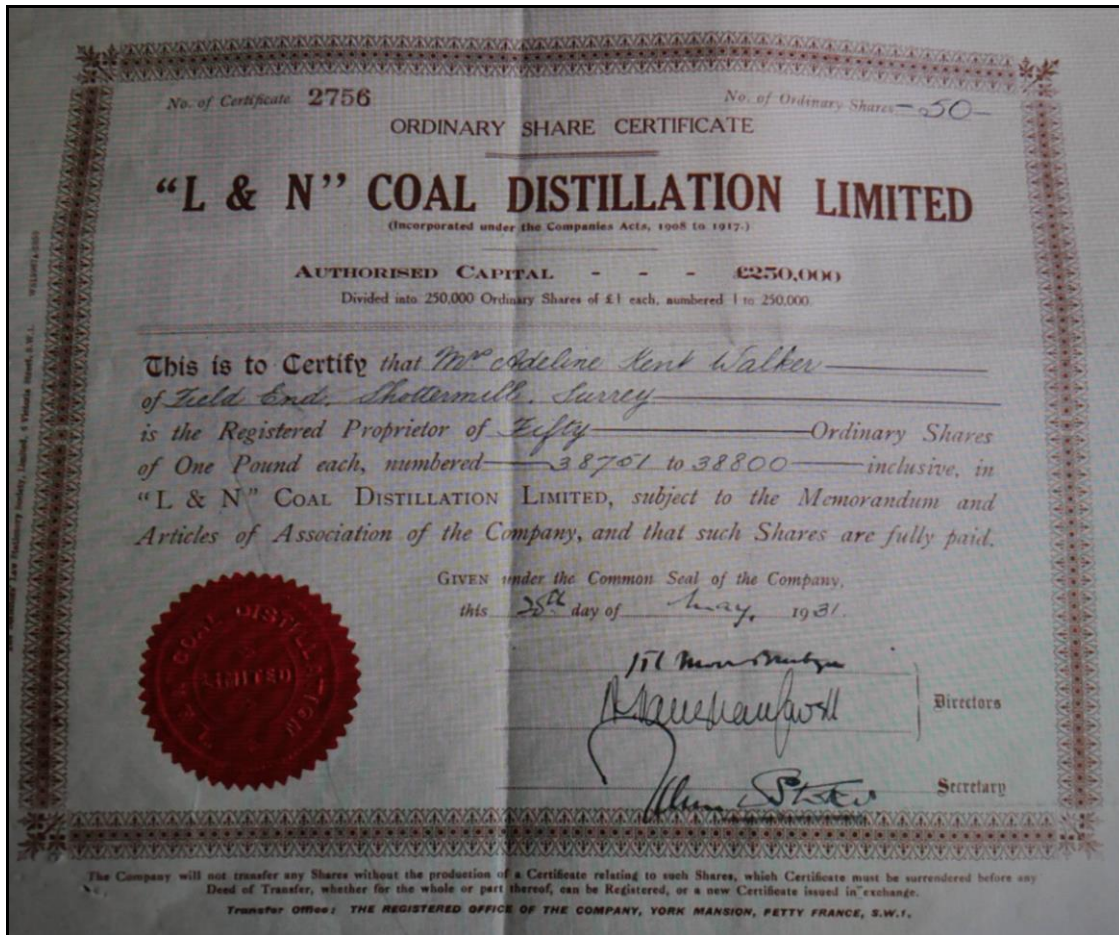 No. of Certificate 2756
No. of Ordinary Shares -50-
ORDINARY SHARE CERTIFICATE
"L & N" COAL DISTILLATION LIMITED
(Incorporated under the Companies Acts, 1908 to 1917.)
AUTHORISED CAPITAL - - - £250,000
Divided into 250,000 Ordinary Shares of £1 each, numbered 1 to 250,000.
This is to Certify that Mrs Adeline Kent Walker
of Field End, Shottermill, Surrey
is the Registered Proprietor of Fifty Ordinary Shares
of One Pound each, numbered 38751 to 38800 inclusive, in
"L & N" COAL DISTILLATION LIMITED, subject to the Memorandum and
Articles of Association of the Company, and that such Shares are fully paid.
GIVEN under the Common Seal of the Company,
this day of May, 1931.
Directors
Secretary
"L & N" COAL DISTILLATION
LIMITED
The Company will not transfer any Shares without the production of a Certificate relating to such Shares, which Certificate must be surrendered before any
Deed of Transfer, whether for the whole or part thereof, can be Registered, or a new Certificate issued in exchange.
Transfer Office: THE REGISTERED OFFICE OF THE COMPANY, YORK MANSION, PETTY FRANCE, S.W.1.
Law Stationery Society, Limited, 6 Victoria Street, S.W.1.